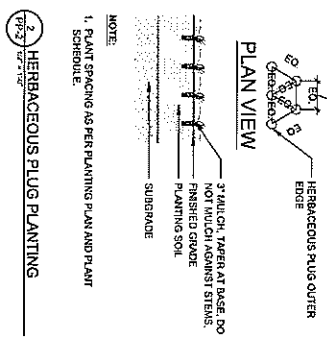 EQ.
EQ.
EQ.
EQ.
EQ.
EQ.
HERBACEOUS PLUG OUTER
EDGE
PLAN VIEW
3" MULCH, TAPER AT BASE. DO
NOT MULCH AGAINST STEMS.
FINISHED GRADE
PLANTING SOIL
SUBGRADE
NOTE:
1. PLANT SPACING AS PER PLANTING PLAN AND PLANT
SCHEDULE.
2 HERBACEOUS PLUG PLANTING
PP-2